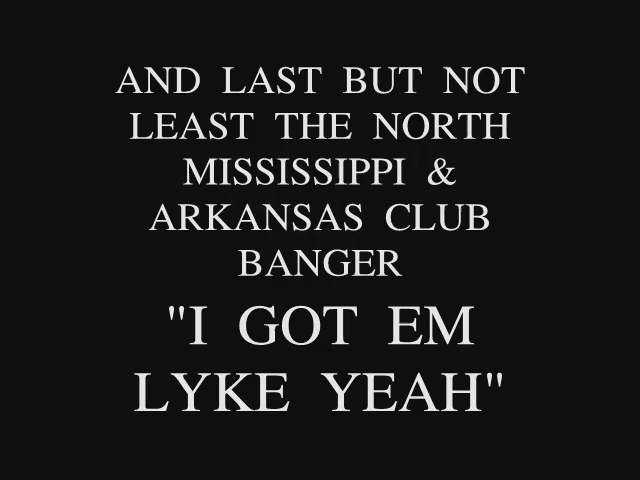 AND LAST BUT NOT
LEAST THE NORTH
MISSISSIPPI &
ARKANSAS CLUB
BANGER
"I GOT EM
LYKE YEAH"